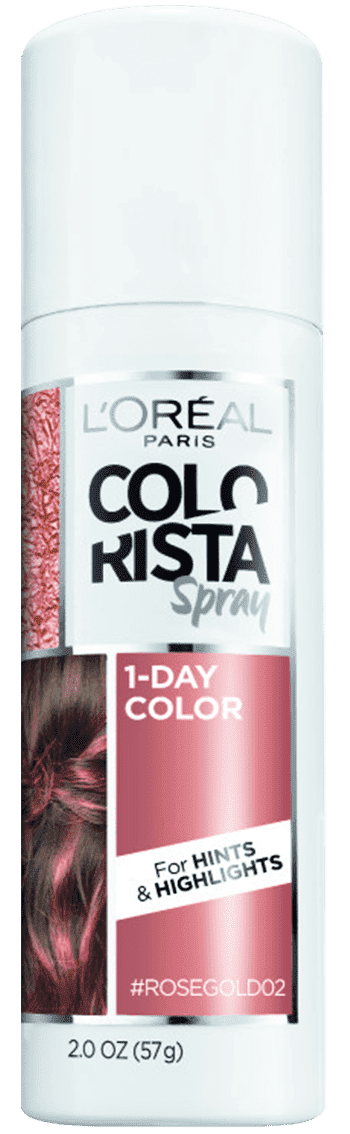 L'ORÉAL
PARIS
COLO
RISTA
Spray
1-DAY
COLOR
For HINTS
& HIGHLIGHTS
#ROSEGOLD02
2.0 OZ (57g)